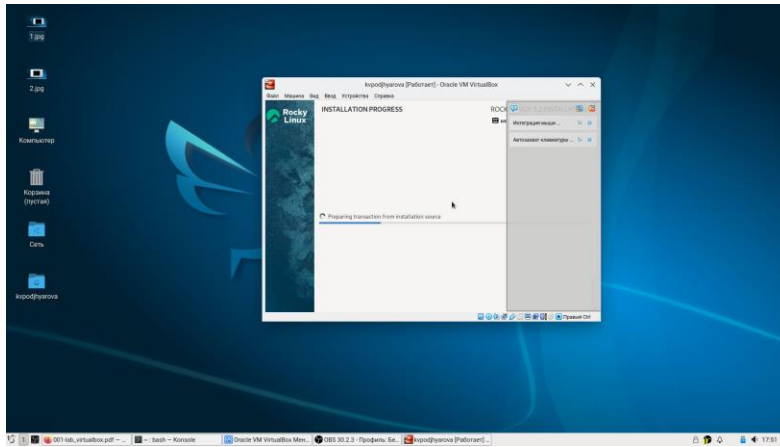 1.jpg
2.jpg
Компьютер
Корзина
(пустая)
Сеть
kvpodjhyarova
kvpodjhyarova [Работает] - Oracle VM VirtualBox
Файл Машина Вид Ввод Устройства Справка
Rocky
Linux
INSTALLATION PROGRESS
Интеграция мыши ...
Автозахват клавиатуры ...
Preparing transaction from installation source
Правый Ctrl
1
001-lab_virtualbox.pdf — ...
~ : bash — Konsole
Oracle VM VirtualBox Мен...
OBS 30.2.3 - Профиль: Бе...
kvpodjhyarova [Работает] ...
17:51